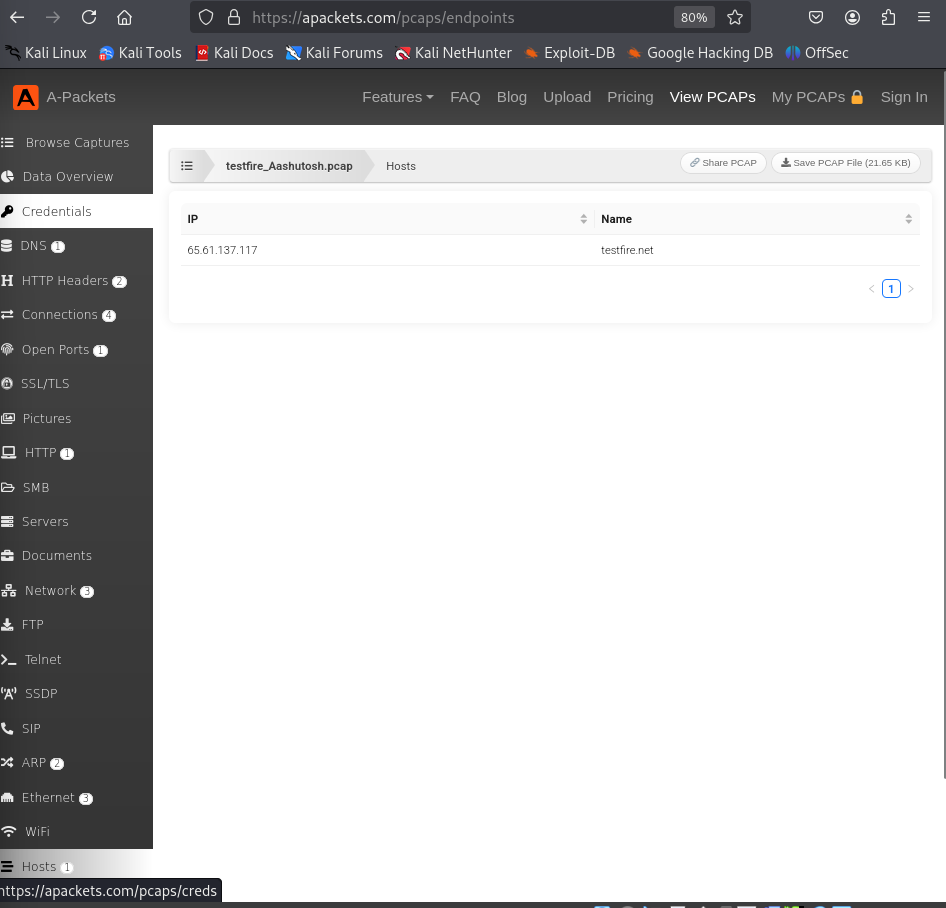 https://apackets.com/pcaps/endpoints 80%
Kali Linux Kali Tools Kali Docs Kali Forums Kali NetHunter Exploit-DB Google Hacking DB OffSec
A A-Packets Features FAQ Blog Upload Pricing View PCAPs My PCAPs Sign In
Browse Captures
testfire_Aashutosh.pcap Hosts Share PCAP Save PCAP File (21.65 KB)
Data Overview
Credentials
IP Name
DNS 1
65.61.137.117 testfire.net
HTTP Headers 2
< 1 >
Connections 4
Open Ports 1
SSL/TLS
Pictures
HTTP 1
SMB
Servers
Documents
Network 3
FTP
Telnet
SSDP
SIP
ARP 2
Ethernet 3
WiFi
Hosts 1
https://apackets.com/pcaps/creds